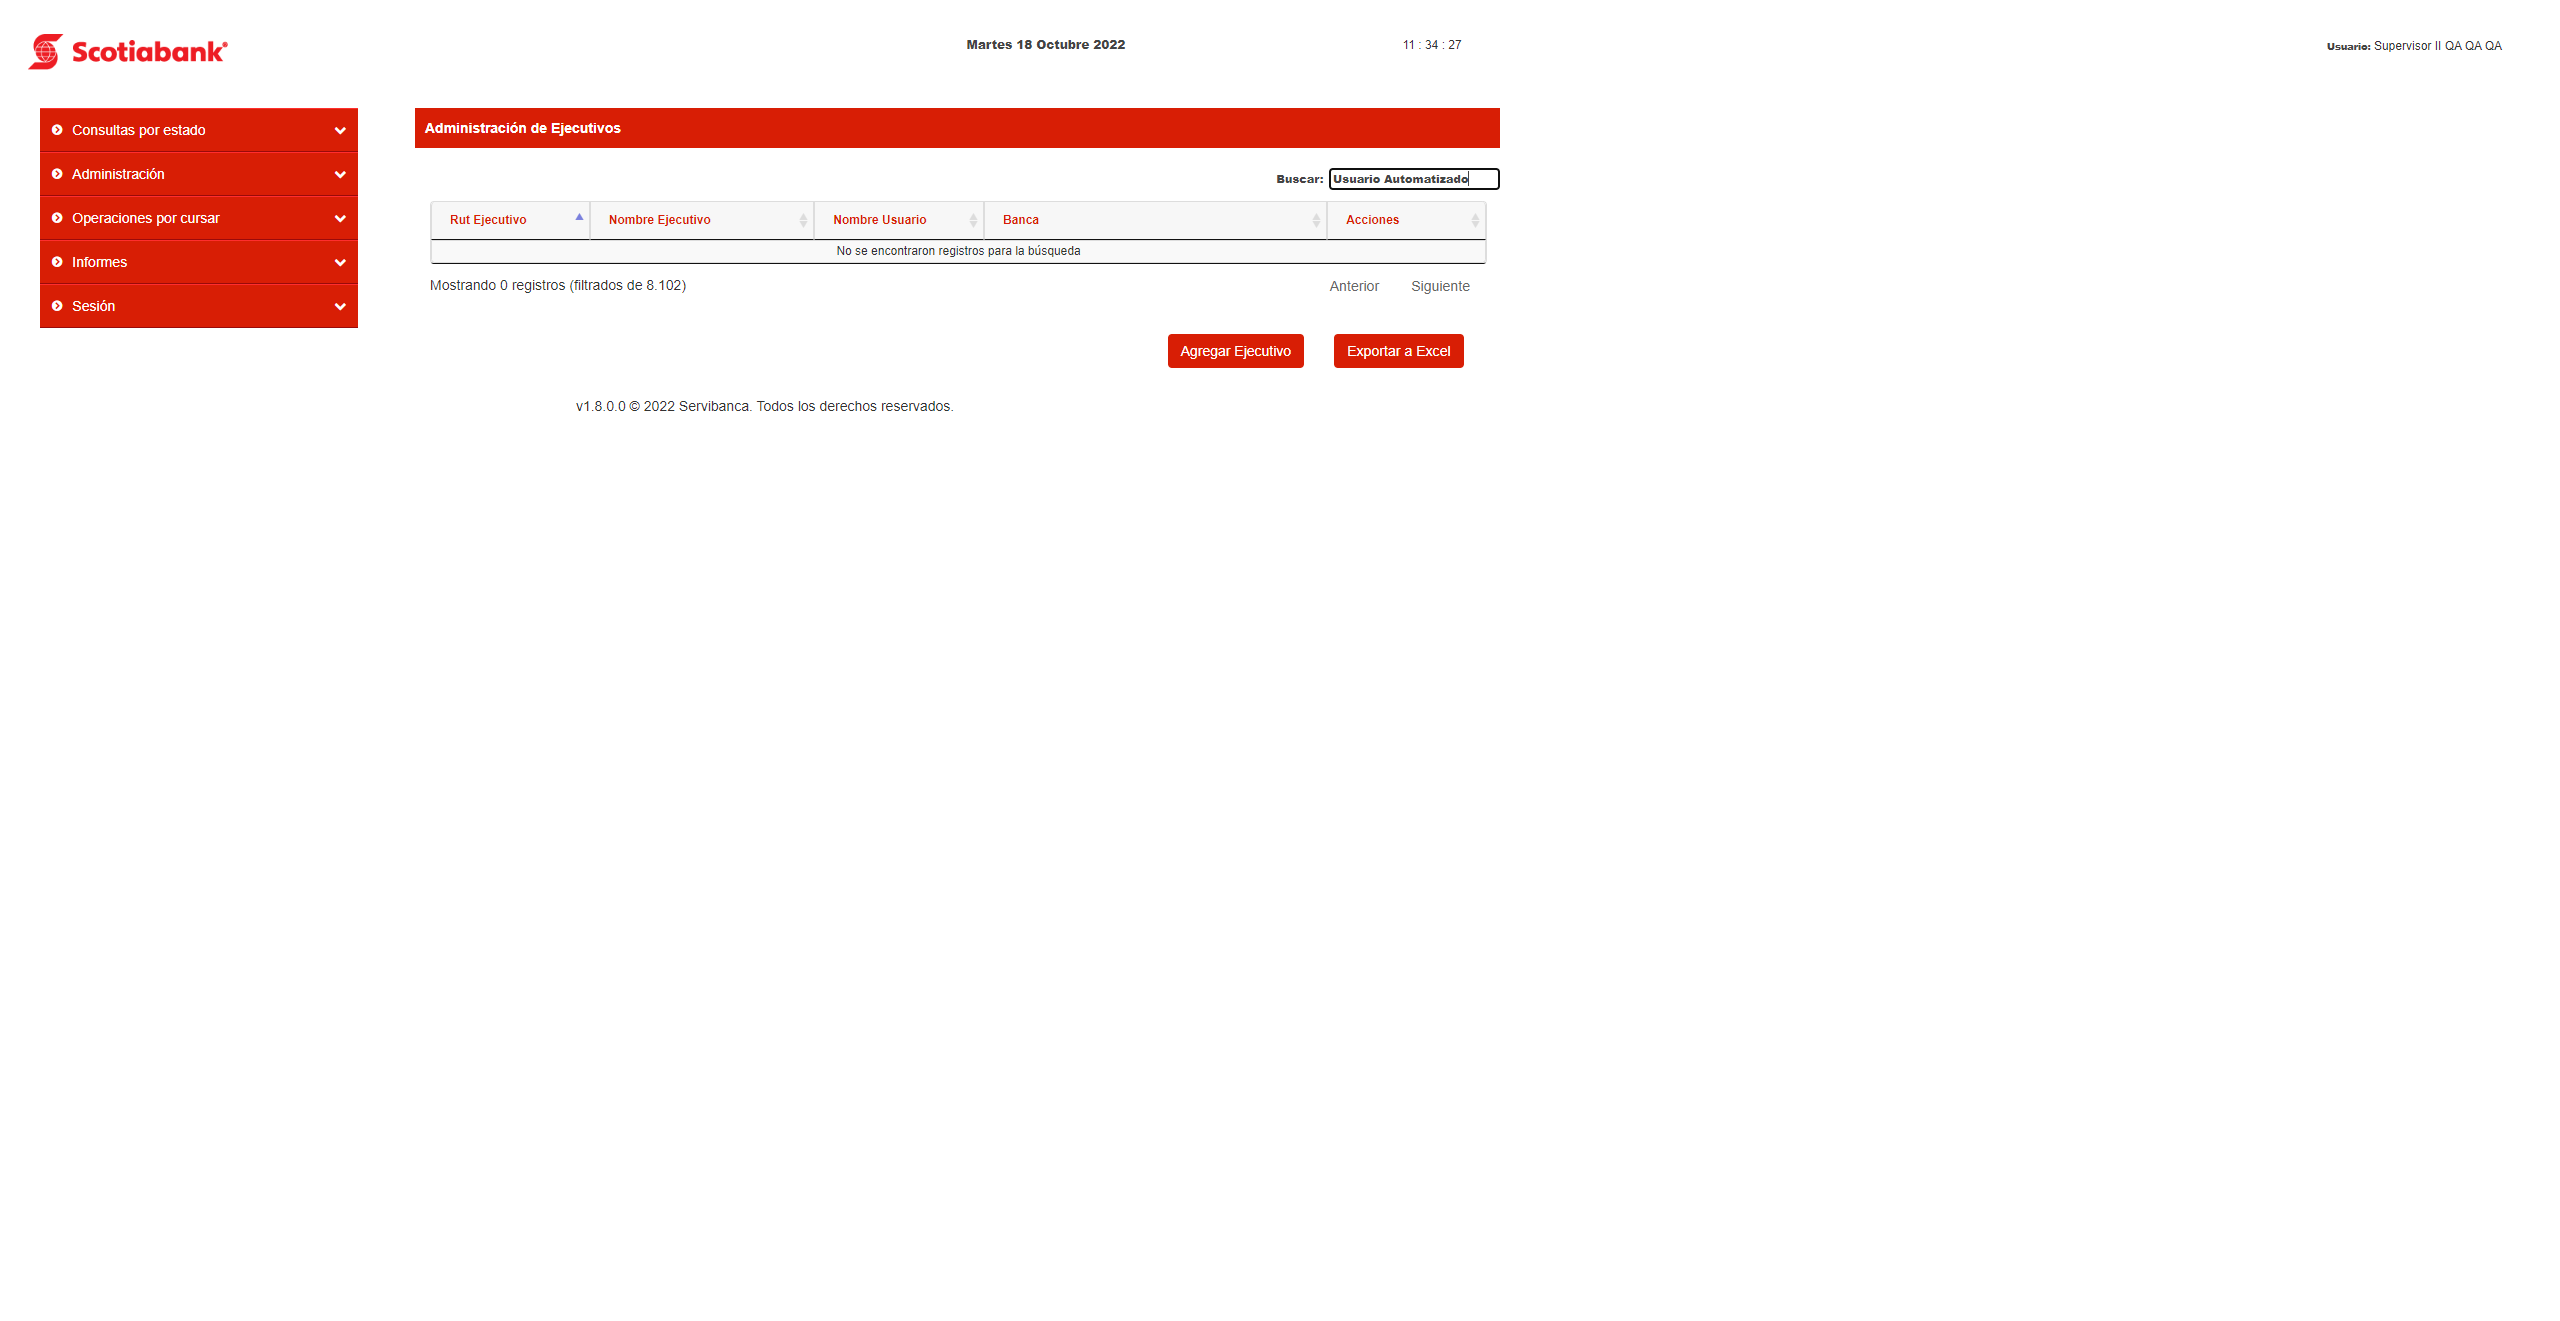 Scotiabank®
Martes 18 Octubre 2022
11 : 34 : 27
Usuario: Supervisor II QA QA QA
Consultas por estado
Administración
Operaciones por cursar
Informes
Sesión
Administración de Ejecutivos
Buscar: Usuario Automatizado
Rut Ejecutivo Nombre Ejecutivo Nombre Usuario Banca Acciones
No se encontraron registros para la búsqueda
Mostrando 0 registros (filtrados de 8.102) Anterior Siguiente
Agregar Ejecutivo Exportar a Excel
v1.8.0.0 © 2022 Servibanca. Todos los derechos reservados.